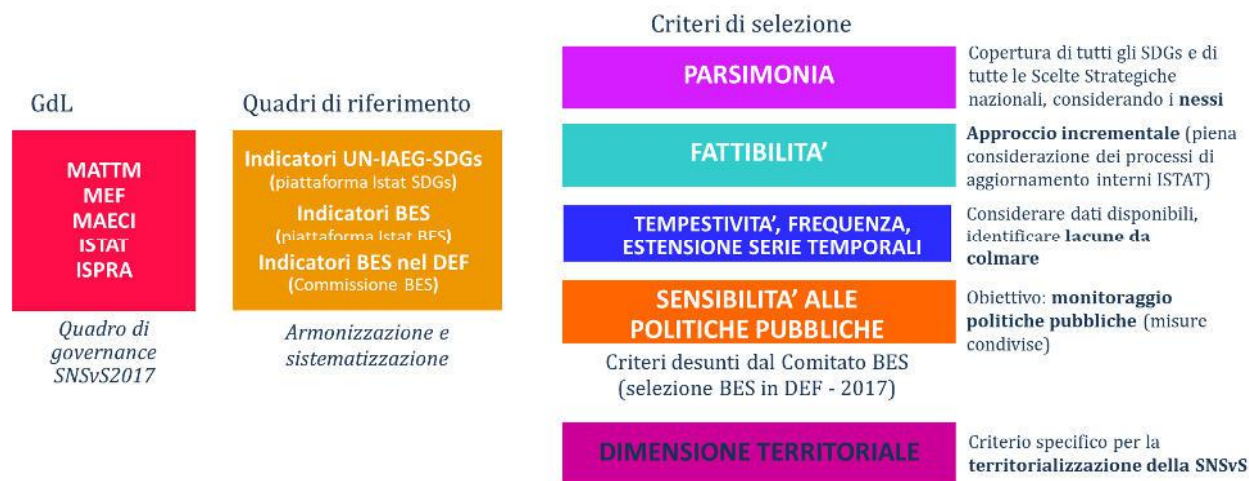 GdL
MATTM
MEF
MAECI
ISTAT
ISPRA
Quadro di
governance
SNSvS2017
Quadri di riferimento
Indicatori UN-IAEG-SDGs
(piattaforma Istat SDGs)
Indicatori BES
(piattaforma Istat BES)
Indicatori BES nel DEF
(Commissione BES)
Armonizzazione e
sistematizzazione
Criteri di selezione
PARSIMONIA
Copertura di tutti gli SDGs e di
tutte le Scelte Strategiche
nazionali, considerando i nessi
FATTIBILITA’
Approccio incrementale (piena
considerazione dei processi di
aggiornamento interni ISTAT)
TEMPESTIVITA’, FREQUENZA,
ESTENSIONE SERIE TEMPORALI
Considerare dati disponibili,
identificare lacune da
colmare
SENSIBILITA’ ALLE
POLITICHE PUBBLICHE
Obiettivo: monitoraggio
politiche pubbliche (misure
condivise)
Criteri desunti dal Comitato BES
(selezione BES in DEF - 2017)
DIMENSIONE TERRITORIALE
Criterio specifico per la
territorializzazione della SNSvS